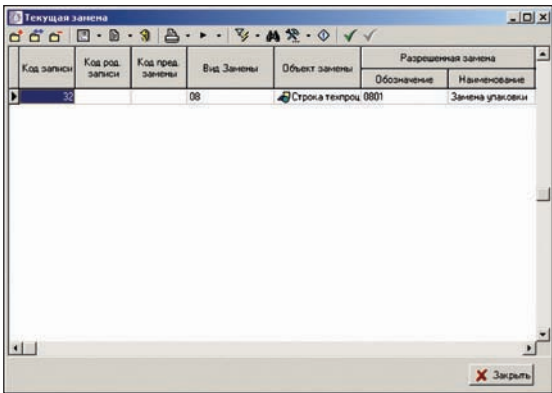 Текущая замена
Код записи
Код род. записи
Код пред. замены
Вид Замены
Объект замены
Разрешенная замена
Обозначение
Наименование
32
08
Строка техпроц
0801
Замена упаковки
Закрыть